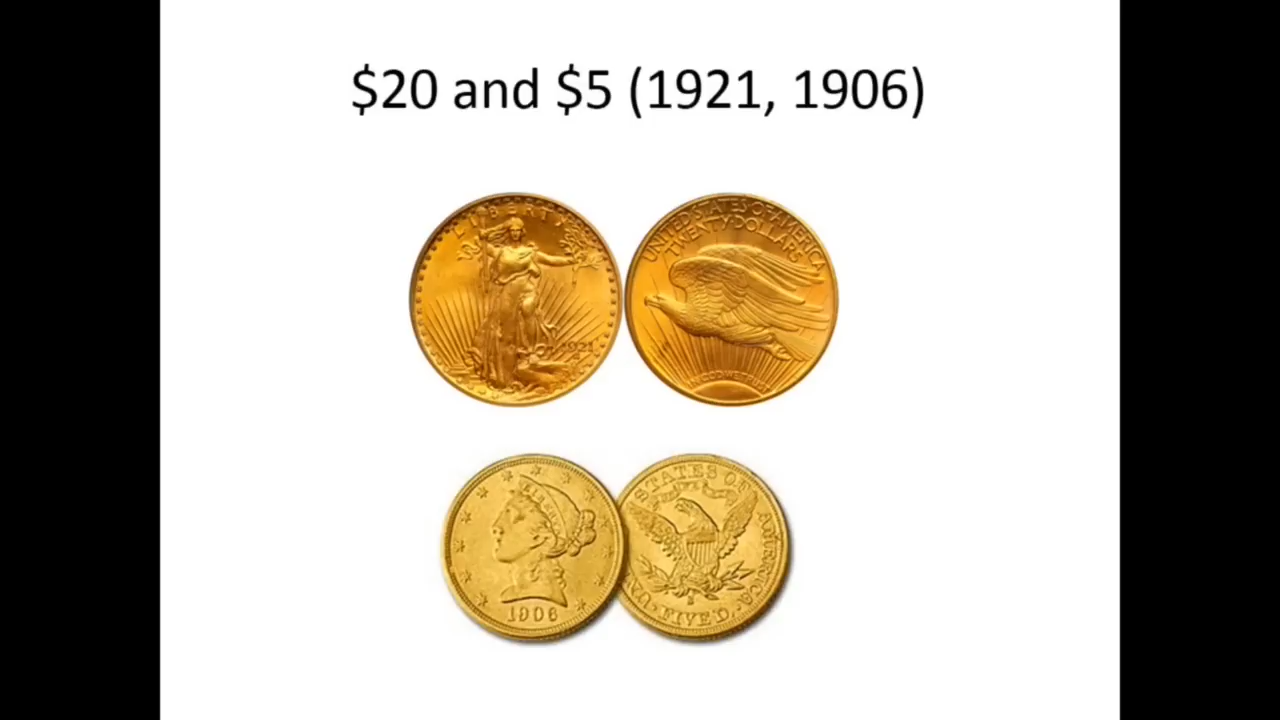 $20 and $5 (1921, 1906)
LIBERTY
1921
UNITED STATES OF AMERICA
TWENTY DOLLARS
IN GOD WE TRUST
LIBERTY
1906
STATES OF AMERICA
FIVE D.
S